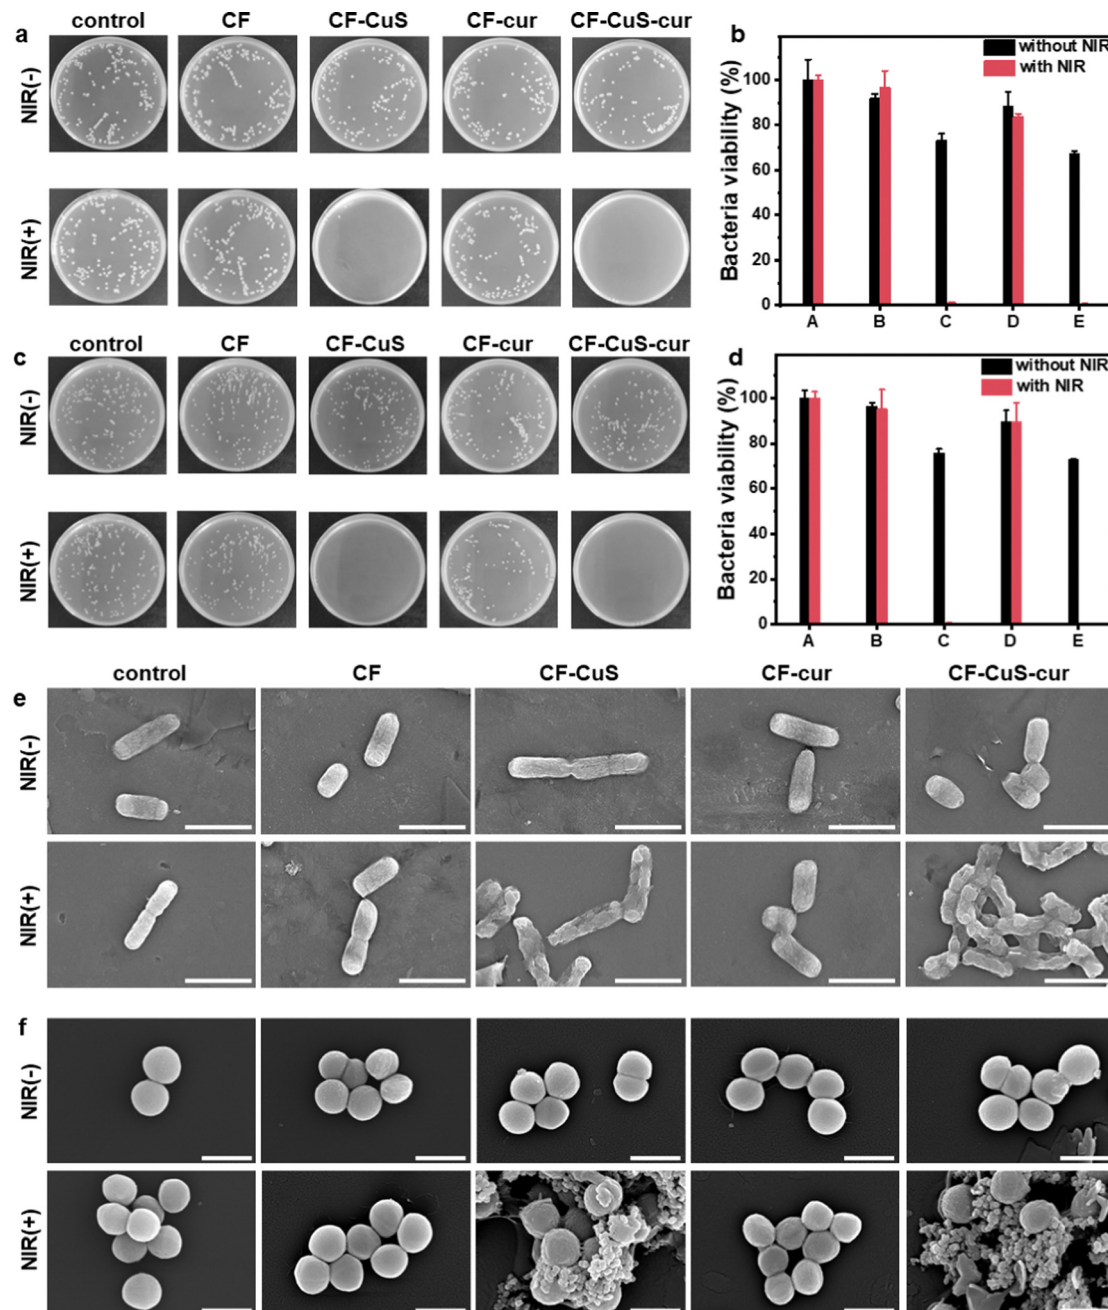 a
control CF CF-CuS CF-cur CF-CuS-cur
NIR(-)
NIR(+)
b
without NIR
with NIR
Bacteria viability (%)
100
80
60
40
20
0
A B C D E
c
control CF CF-CuS CF-cur CF-CuS-cur
NIR(-)
NIR(+)
d
without NIR
with NIR
Bacteria viability (%)
100
80
60
40
20
0
A B C D E
control CF CF-CuS CF-cur CF-CuS-cur
e
NIR(-)
NIR(+)
f
NIR(-)
NIR(+)